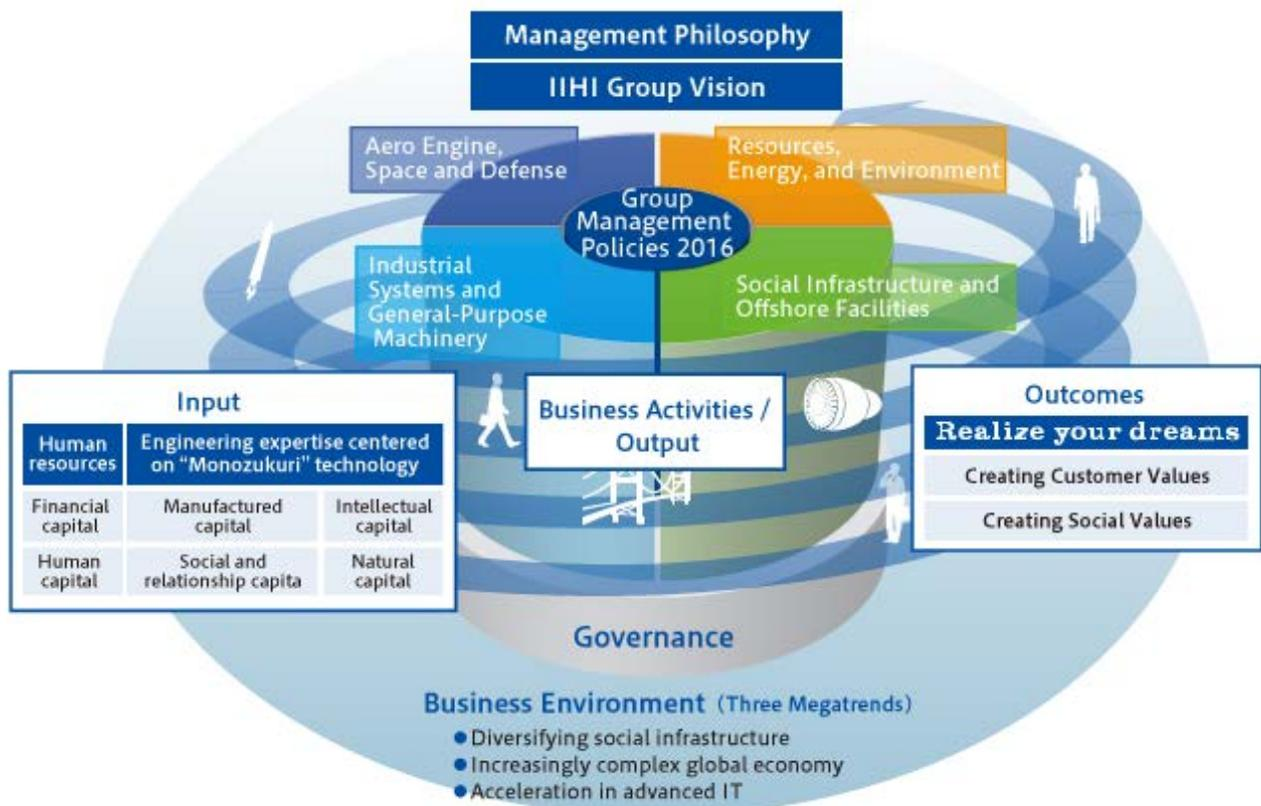 Management Philosophy
IIHI Group Vision
Aero Engine,
Space and Defense
Resources,
Energy, and Environment
Group
Management
Policies 2016
Industrial
Systems and
General-Purpose
Machinery
Social Infrastructure and
Offshore Facilities
Input
Human
resources
Engineering expertise centered
on “Monozukuri” technology
Financial
capital
Manufactured
capital
Intellectual
capital
Human
capital
Social and
relationship capita
Natural
capital
Business Activities /
Output
Outcomes
Realize your dreams
Creating Customer Values
Creating Social Values
Governance
Business Environment (Three Megatrends)
● Diversifying social infrastructure
● Increasingly complex global economy
● Acceleration in advanced IT